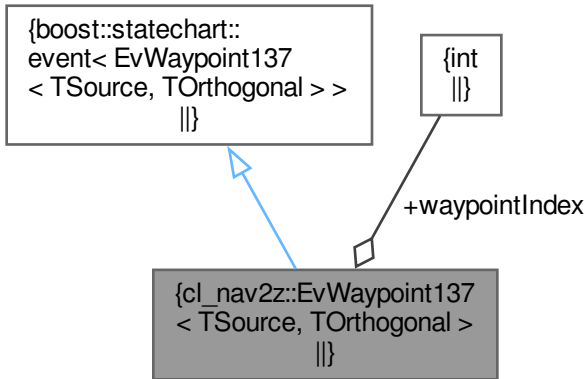 {boost::statechart::
event< EvWaypoint137
< TSource, TOrthogonal > >
||}
{int
||}
+waypointIndex
{cl_nav2z::EvWaypoint137
< TSource, TOrthogonal >
||}